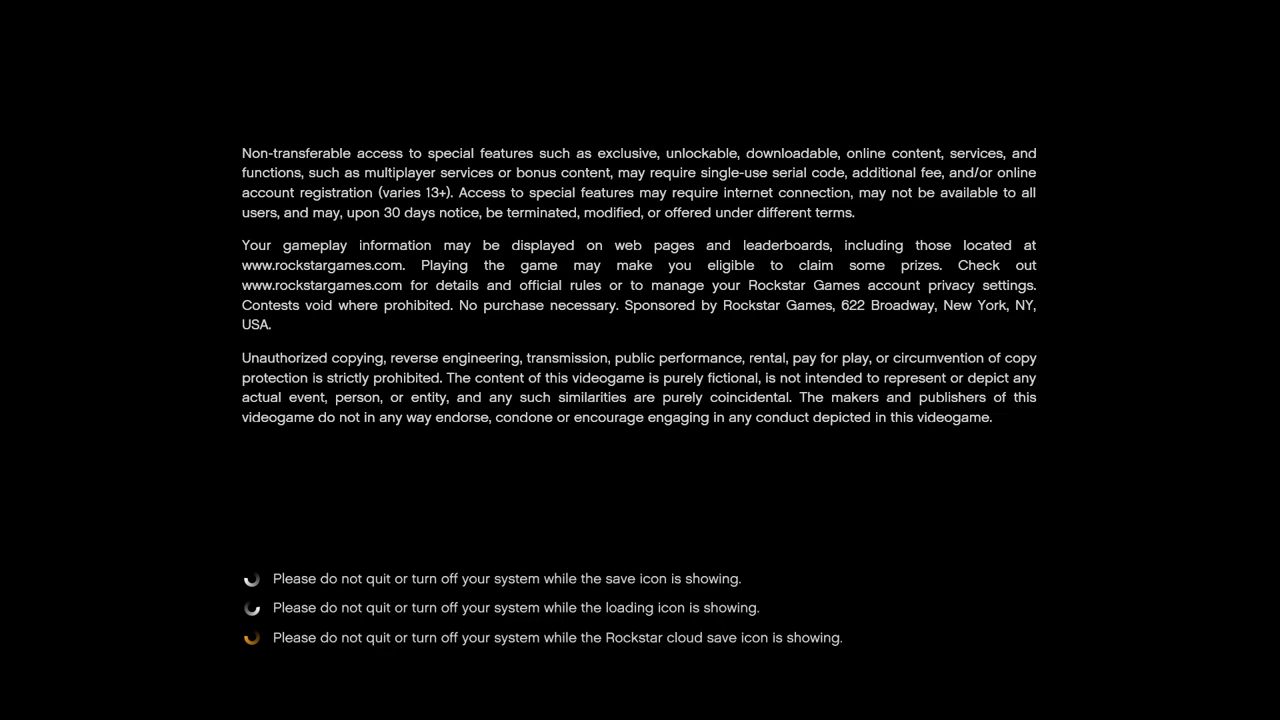 Non-transferable access to special features such as exclusive, unlockable, downloadable, online content, services, and
functions, such as multiplayer services or bonus content, may require single-use serial code, additional fee, and/or online
account registration (varies 13+). Access to special features may require internet connection, may not be available to all
users, and may, upon 30 days notice, be terminated, modified, or offered under different terms.
Your gameplay information may be displayed on web pages and leaderboards, including those located at
www.rockstargames.com. Playing the game may make you eligible to claim some prizes. Check out
www.rockstargames.com for details and official rules or to manage your Rockstar Games account privacy settings.
Contests void where prohibited. No purchase necessary. Sponsored by Rockstar Games, 622 Broadway, New York, NY,
USA.
Unauthorized copying, reverse engineering, transmission, public performance, rental, pay for play, or circumvention of copy
protection is strictly prohibited. The content of this videogame is purely fictional, is not intended to represent or depict any
actual event, person, or entity, and any such similarities are purely coincidental. The makers and publishers of this
videogame do not in any way endorse, condone or encourage engaging in any conduct depicted in this videogame.
Please do not quit or turn off your system while the save icon is showing.
Please do not quit or turn off your system while the loading icon is showing.
Please do not quit or turn off your system while the Rockstar cloud save icon is showing.